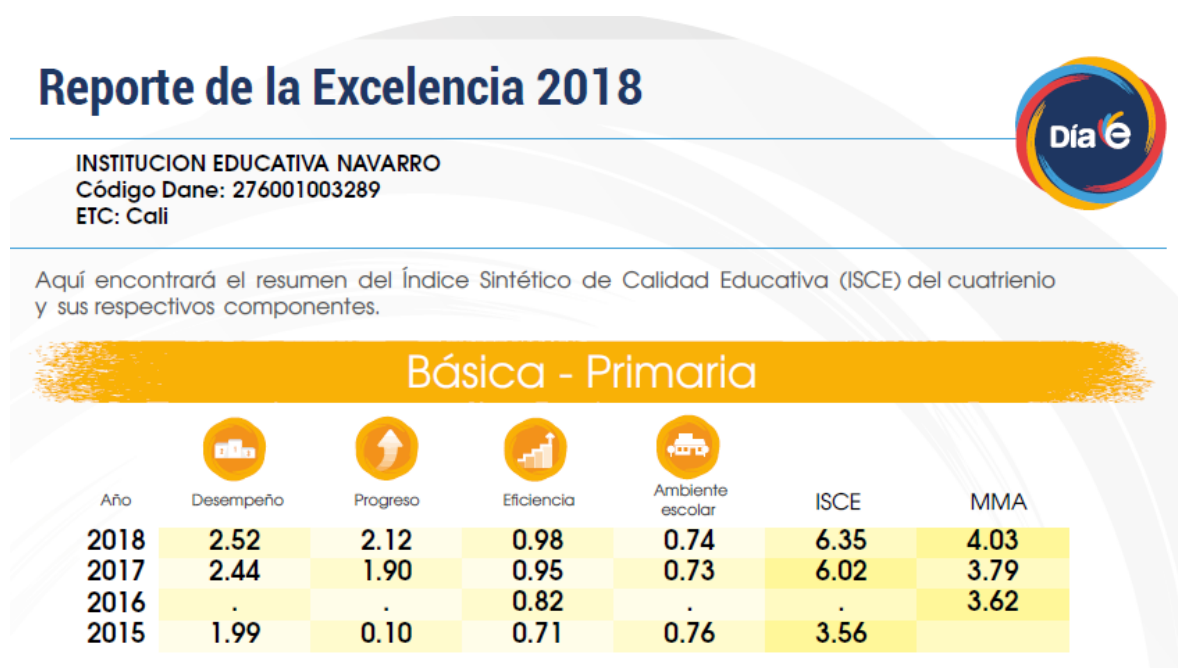 Reporte de la Excelencia 2018
Día e
INSTITUCION EDUCATIVA NAVARRO
Código Dane: 276001003289
ETC: Cali
Aquí encontrará el resumen del Índice Sintético de Calidad Educativa (ISCE) del cuatrienio
y sus respectivos componentes.
Básica - Primaria
Año Desempeño Progreso Eficiencia Ambiente escolar ISCE MMA
2018 2.52 2.12 0.98 0.74 6.35 4.03
2017 2.44 1.90 0.95 0.73 6.02 3.79
2016 . . 0.82 . . 3.62
2015 1.99 0.10 0.71 0.76 3.56